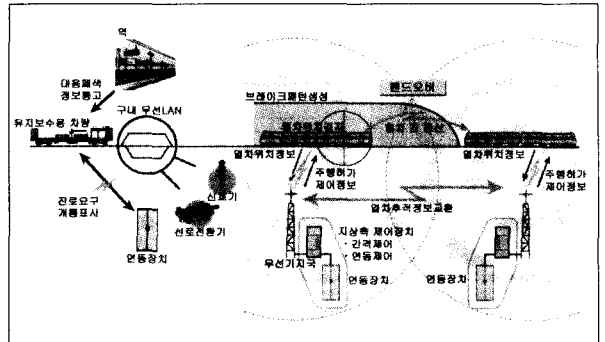 역
대용폐색
정보통고
유지보수용 차량
구내 무선LAN
진로요구
개통표시
신호기
선로전환기
연동장치
핸드오버
브레이크패턴생성
열차위치정보
주행허가
제어정보
열차추적정보교환
지상측 제어장치
· 간격제어
· 연동제어
무선기지국
연동장치
열차위치정보
주행허가
제어정보
연동장치